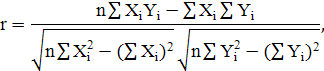 r = (n∑XᵢYᵢ − ∑Xᵢ∑Yᵢ) / (√(n∑Xᵢ² − (∑Xᵢ)²) √(n∑Yᵢ² − (∑Yᵢ)²)),